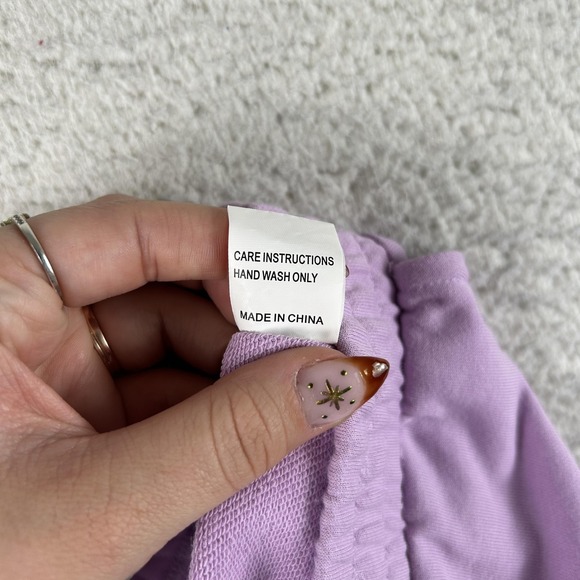 CARE INSTRUCTIONS
HAND WASH ONLY
MADE IN CHINA